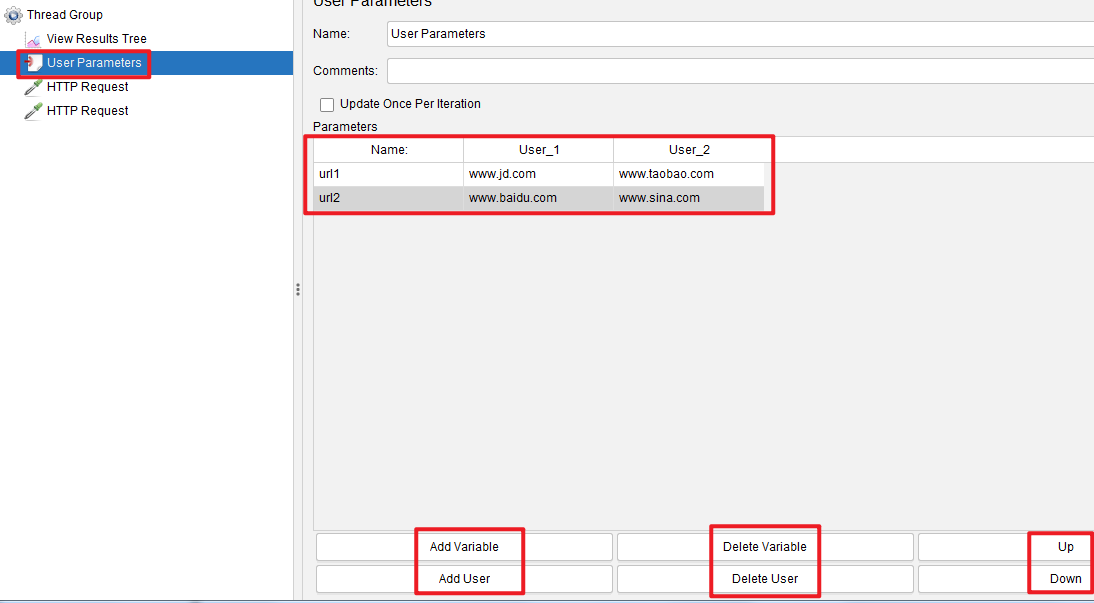 Thread Group
View Results Tree
User Parameters
HTTP Request
HTTP Request
User Parameters
Name: User Parameters
Comments:
Update Once Per Iteration
Parameters
Name: User_1 User_2
url1 www.jd.com www.taobao.com
url2 www.baidu.com www.sina.com
Add Variable Delete Variable Up
Add User Delete User Down